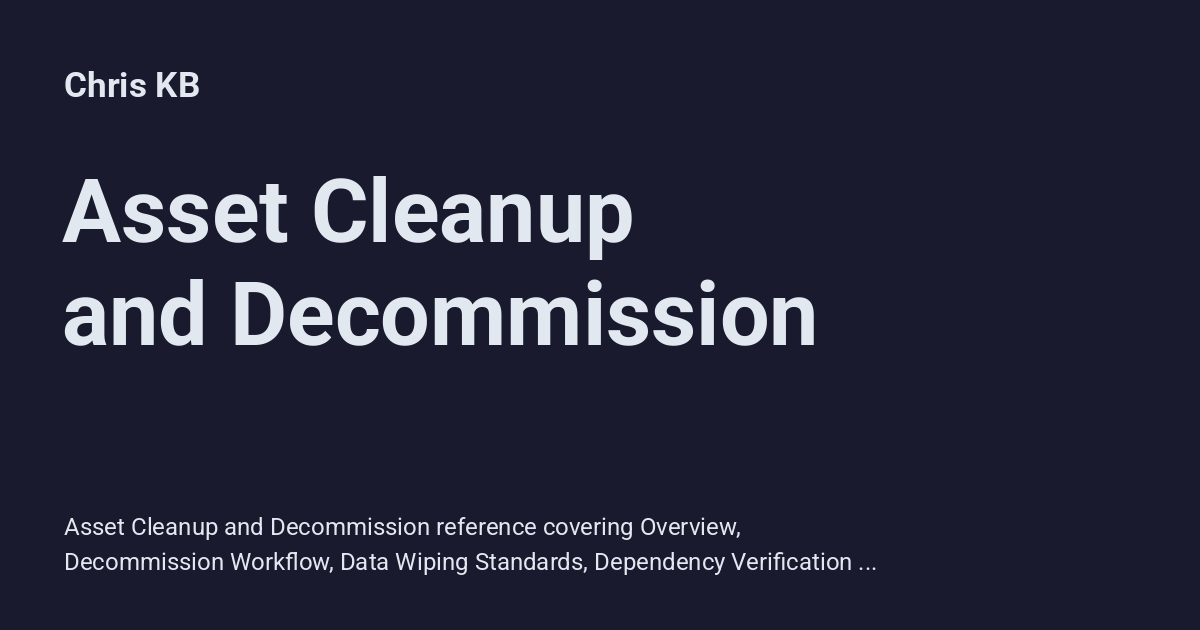 Chris KB
Asset Cleanup
and Decommission
Asset Cleanup and Decommission reference covering Overview,
Decommission Workflow, Data Wiping Standards, Dependency Verification ...